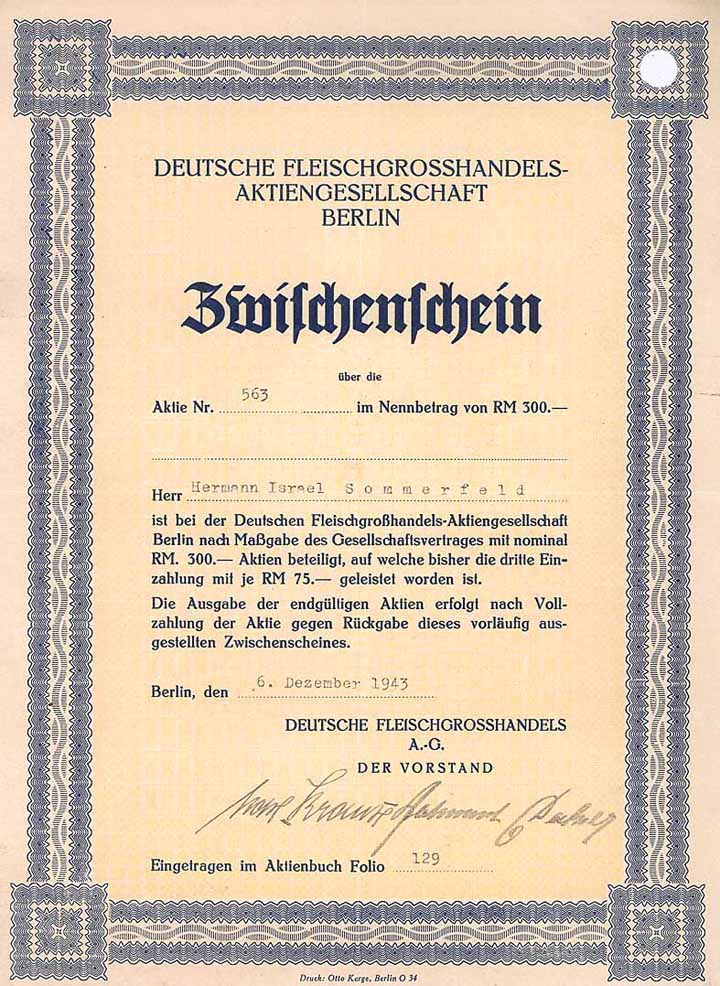 DEUTSCHE FLEISCHGROSSHANDELS-
AKTIENGESELLSCHAFT
BERLIN
Zwischenschein
über die
Aktie Nr. 563 im Nennbetrag von RM 300.—
Herr Hermann Israel Sommerfeld
ist bei der Deutschen Fleischgroßhandels-Aktiengesellschaft
Berlin nach Maßgabe des Gesellschaftsvertrages mit nominal
RM. 300.— Aktien beteiligt, auf welche bisher die dritte Ein-
zahlung mit je RM 75.— geleistet worden ist.
Die Ausgabe der endgültigen Aktien erfolgt nach Voll-
zahlung der Aktie gegen Rückgabe dieses vorläufig aus-
gestellten Zwischenscheines.
Berlin, den 6. Dezember 1943
DEUTSCHE FLEISCHGROSSHANDELS
A.-G.
DER VORSTAND
Eingetragen im Aktienbuch Folio 129
Druck: Otto Kerge, Berlin O 34